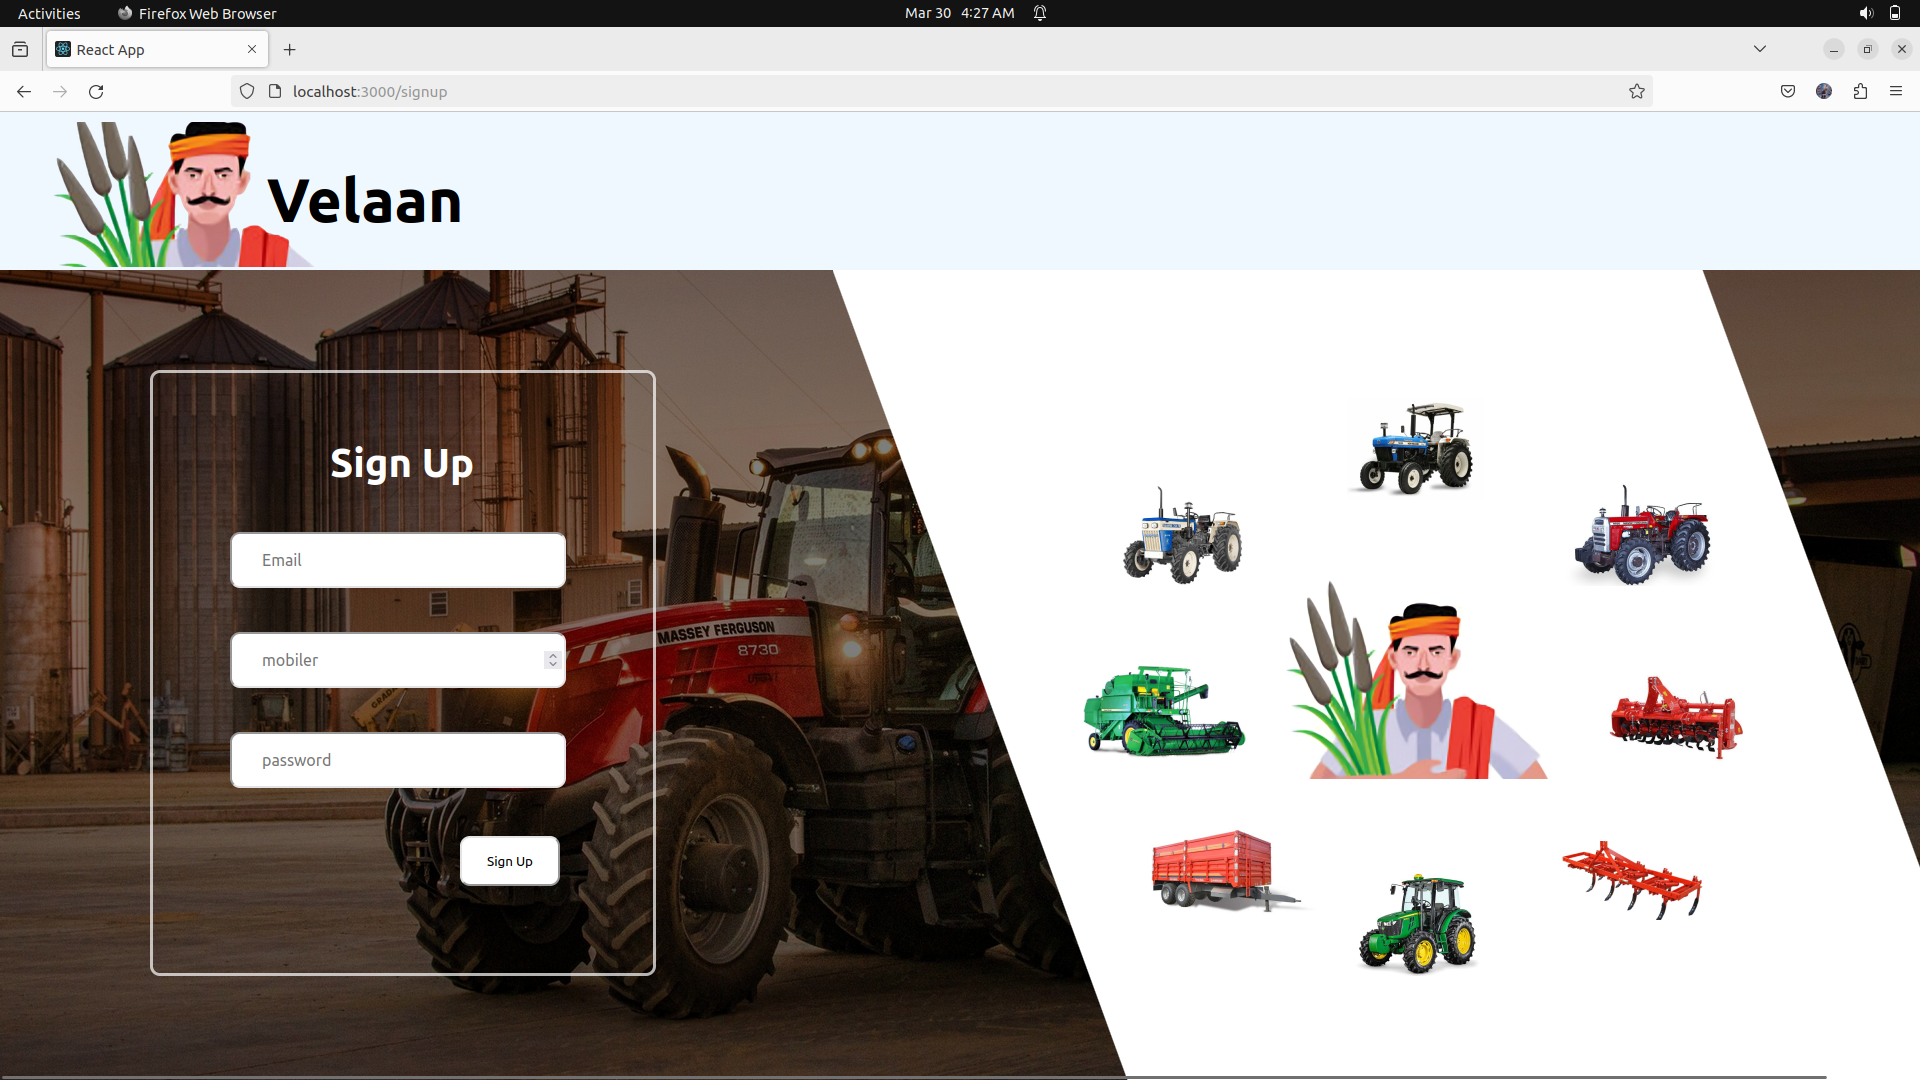 Activities
Firefox Web Browser
Mar 30 4:27 AM
React App
localhost:3000/signup
Velaan
Sign Up
Email
mobiler
password
Sign Up
MASSEY FERGUSON
8730